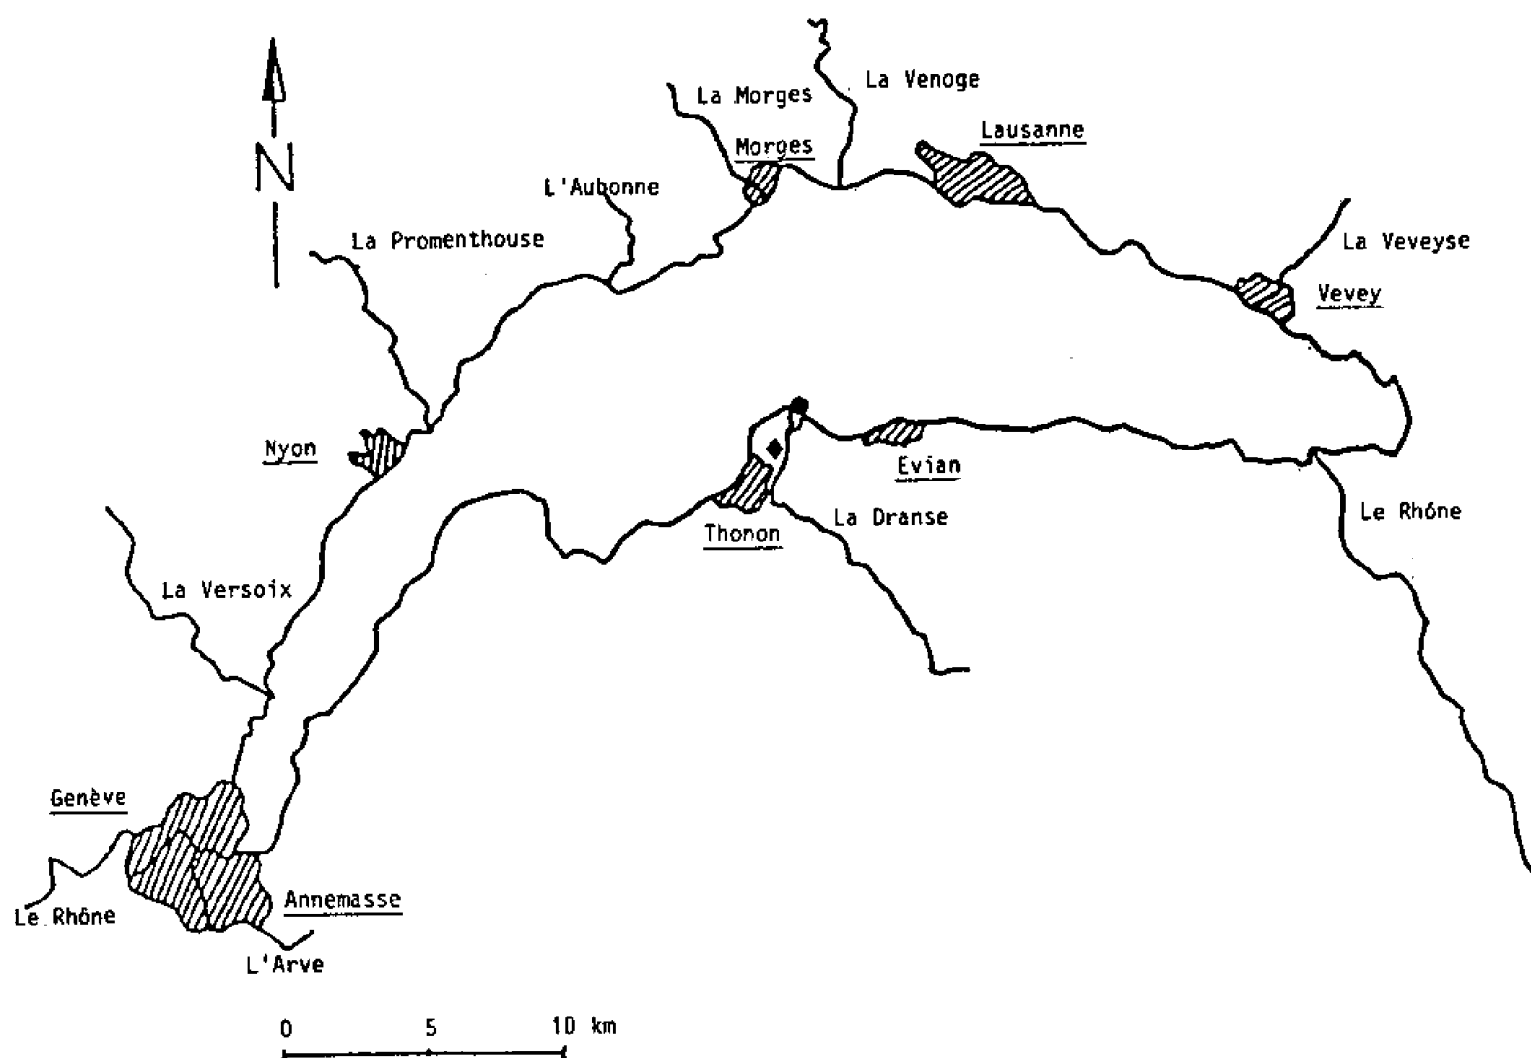 La Venoge
La Morges
Lausanne
Morges
L'Aubonne
N
La Promenthouse
La Veveyse
Vevey
Nyon
Evian
Le Rhône
La Dranse
Thonon
La Versoix
Genève
Annemasse
Le Rhône
L'Arve
0 5 10 km